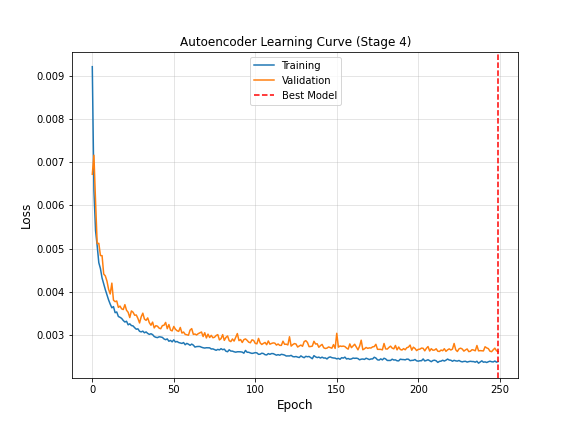 Autoencoder Learning Curve (Stage 4)
Training
Validation
Best Model
Loss
0.009
0.008
0.007
0.006
0.005
0.004
0.003
0
50
100
150
200
250
Epoch